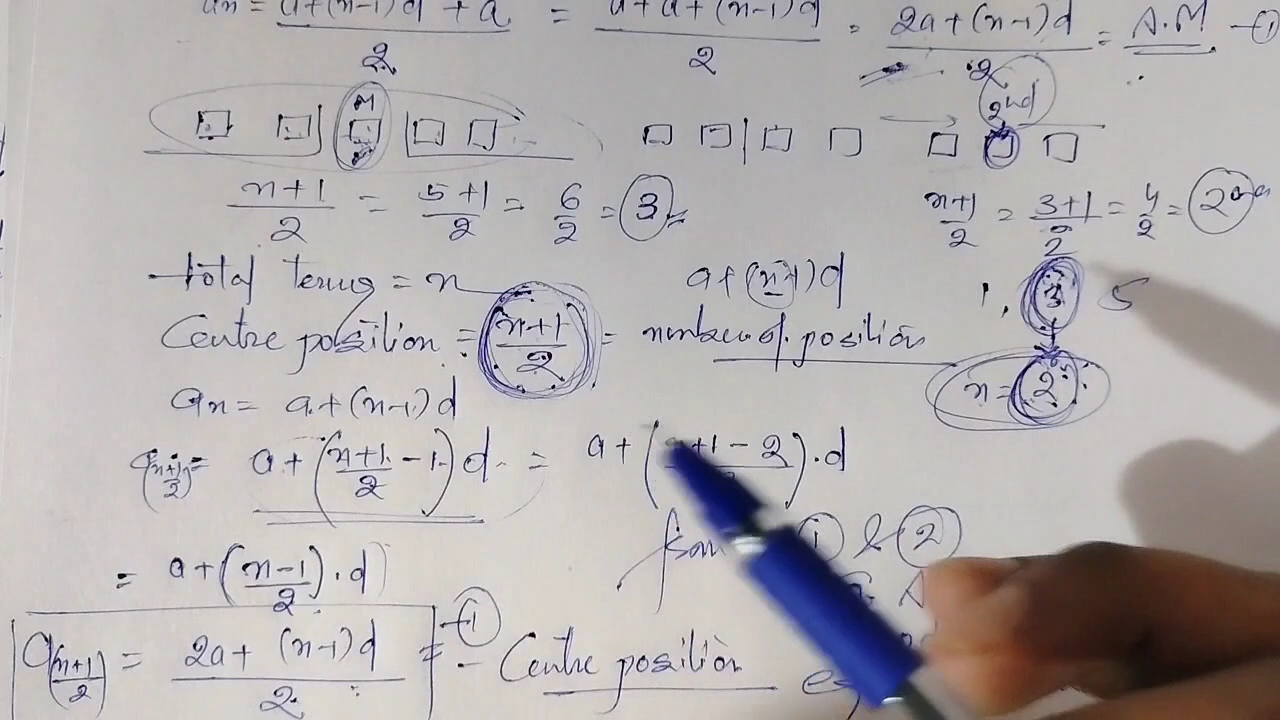 an = a+(n-1)d + a / 2 = a+a+(n-1)d / 2 = 2a+(n-1)d / 2 = A.M - ①
M
2nd
n+1 / 2 = 5+1 / 2 = 6 / 2 = 3
n+1 / 2 = 3+1 / 2 = 4 / 2 = 2
Total terms = n
a+(n-1)d
1, 3 5
Centre position = n+1 / 2 = number of position
n = 2
an = a+(n-1)d
a(n+1 / 2) = a+(n+1 / 2 - 1)d = a+(n+1-2 / 2).d
from ① & ②
= a+(n-1 / 2).d
a(n+1 / 2) = 2a+(n-1)d / 2 = - ①
- Centre position